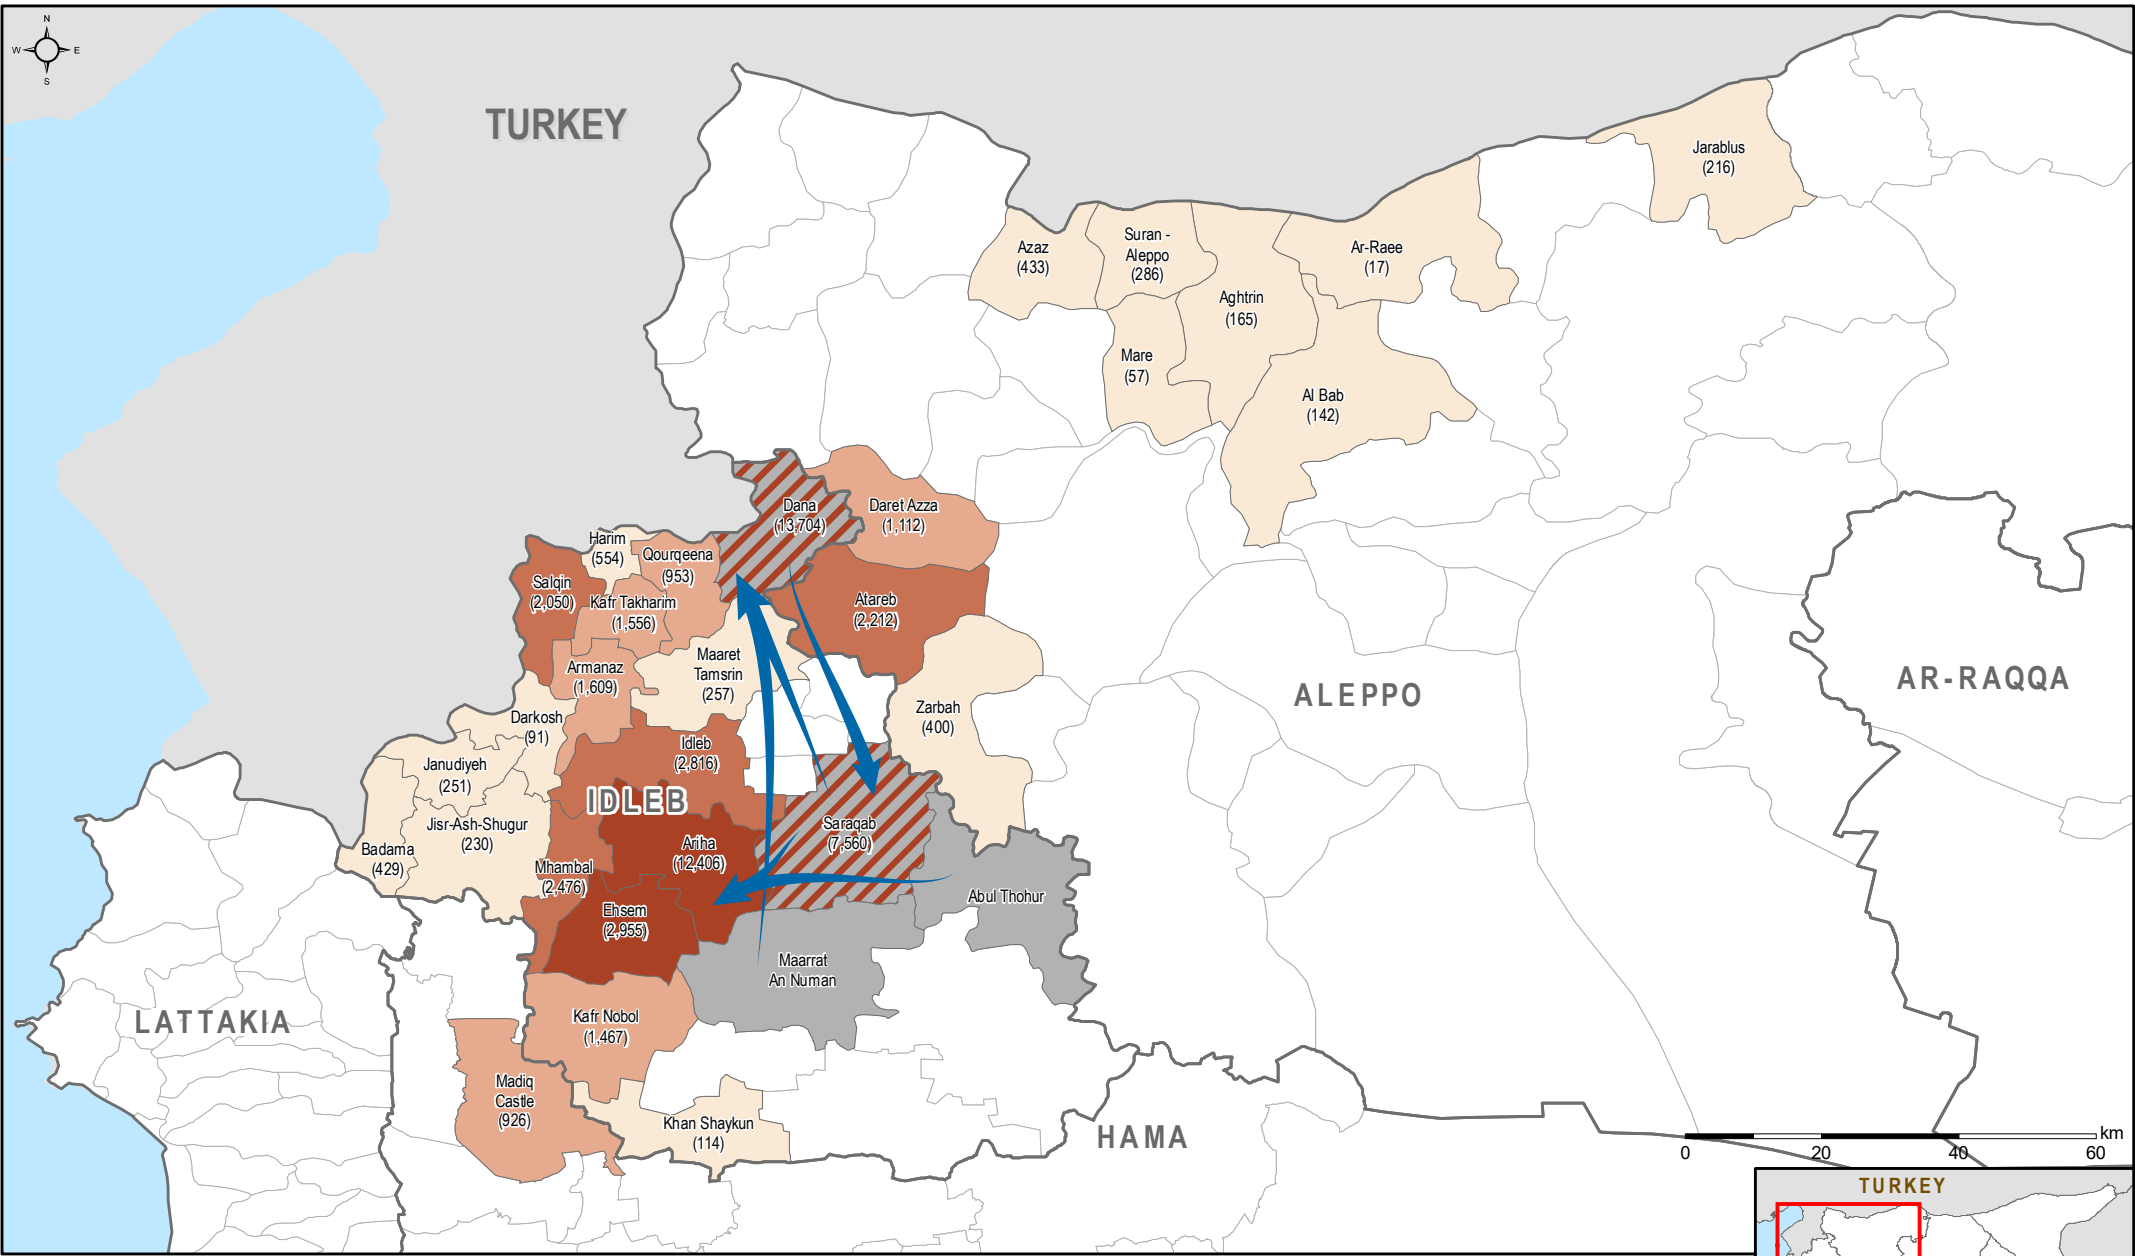 N
W
E
S
TURKEY
Jarablus
(216)
Azaz
(433)
Suran -
Aleppo
(286)
Ar-Raee
(17)
Aghtrin
(165)
Mare
(57)
Al Bab
(142)
Dana
(13,704)
Daret Azza
(1,112)
Harim
(554)
Qourqeena
(953)
Salqin
(2,050)
Kafr Takharim
(1,556)
Atareb
(2,212)
Maaret
Tamsrin
(257)
Armanaz
(1,609)
Zarbah
(400)
ALEPPO
AR-RAQQA
Darkosh
(91)
Idleb
(2,816)
Janudiyeh
(251)
IDLEB
Jisr-Ash-Shugur
(230)
Saraqab
(7,560)
Ariha
(12,406)
Badama
(429)
Mhambal
(2,476)
Abul Thohur
Ehsem
(2,955)
Maarrat
An Numan
LATTAKIA
Kafr Nobol
(1,467)
Madiq
Castle
(926)
Khan Shaykun
(114)
HAMA
km
0 20 40 60
TURKEY